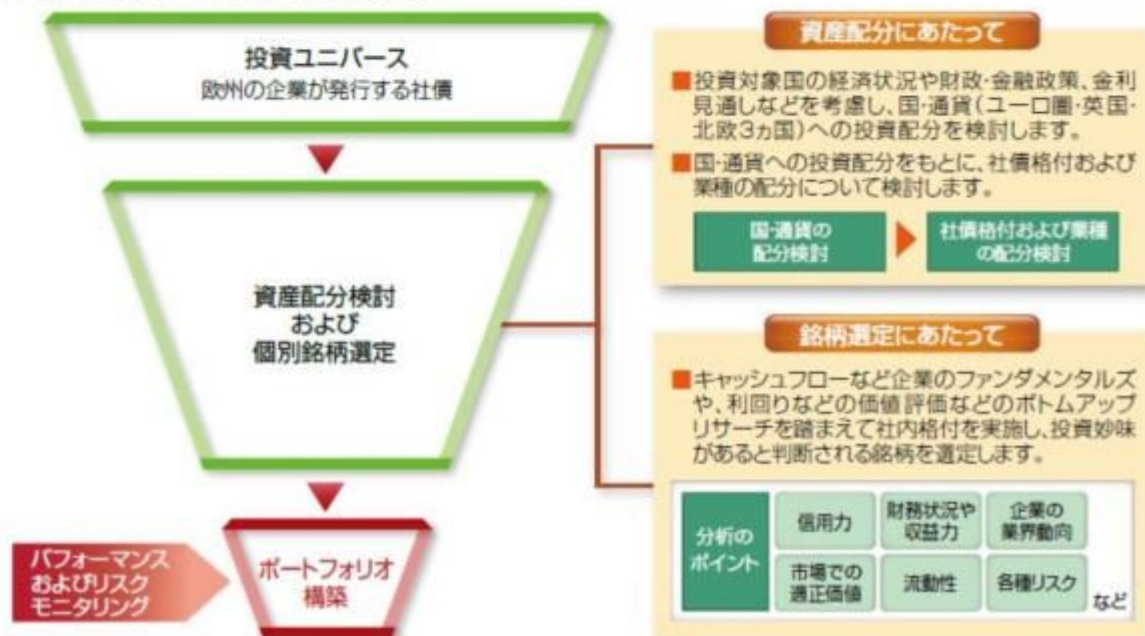 投資ユニバース
欧州の企業が発行する社債
資産配分検討
および
個別銘柄選定
パフォーマンス
およびリスク
モニタリング
ポートフォリオ
構築
資産配分にあたって
■投資対象国の経済状況や財政・金融政策、金利
見通しなどを考慮し、国・通貨(ユーロ圏・英国・
北欧3ヵ国)への投資配分を検討します。
■国・通貨への投資配分をもとに、社債格付および
業種の配分について検討します。
国・通貨の
配分検討
社債格付および業種
の配分検討
銘柄選定にあたって
■キャッシュフローなど企業のファンダメンタルズ
や、利回りなどの価値評価などのボトムアップ
リサーチを踏まえて社内格付を実施し、投資妙味
があると判断される銘柄を選定します。
分析の
ポイント
信用力
財務状況や
収益力
企業の
業界動向
市場での
適正価値
流動性
各種リスク
など